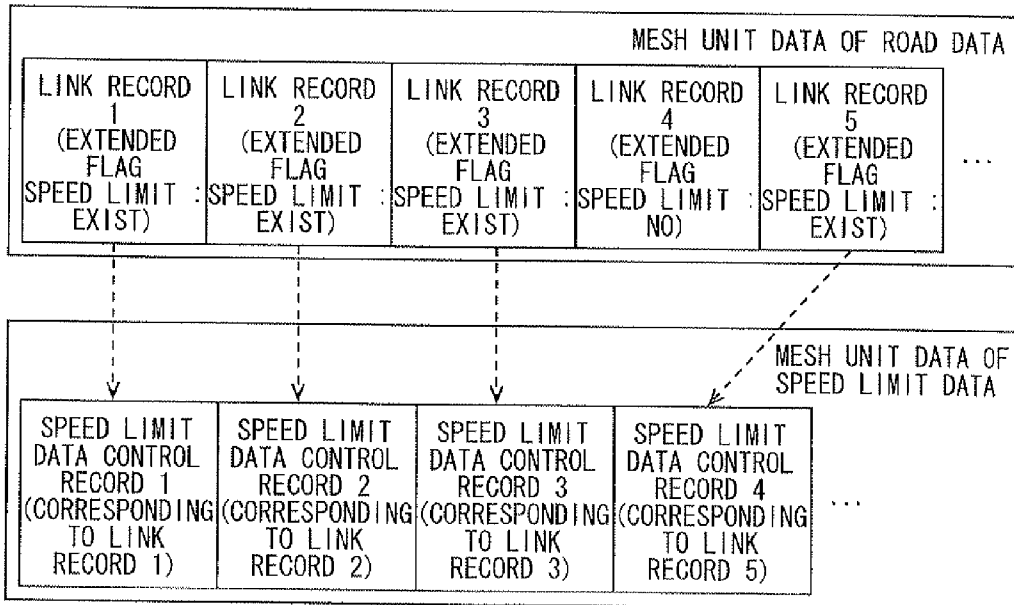 MESH UNIT DATA OF ROAD DATA
LINK RECORD
1
(EXTENDED
FLAG
SPEED LIMIT :
EXIST)
LINK RECORD
2
(EXTENDED
FLAG
SPEED LIMIT :
EXIST)
LINK RECORD
3
(EXTENDED
FLAG
SPEED LIMIT :
EXIST)
LINK RECORD
4
(EXTENDED
FLAG
SPEED LIMIT :
NO)
LINK RECORD
5
(EXTENDED
FLAG
SPEED LIMIT :
EXIST)
...
MESH UNIT DATA OF
SPEED LIMIT DATA
SPEED LIMIT
DATA CONTROL
RECORD 1
(CORRESPONDING
TO LINK
RECORD 1)
SPEED LIMIT
DATA CONTROL
RECORD 2
(CORRESPONDING
TO LINK
RECORD 2)
SPEED LIMIT
DATA CONTROL
RECORD 3
(CORRESPONDING
TO LINK
RECORD 3)
SPEED LIMIT
DATA CONTROL
RECORD 4
(CORRESPONDING
TO LINK
RECORD 5)
...